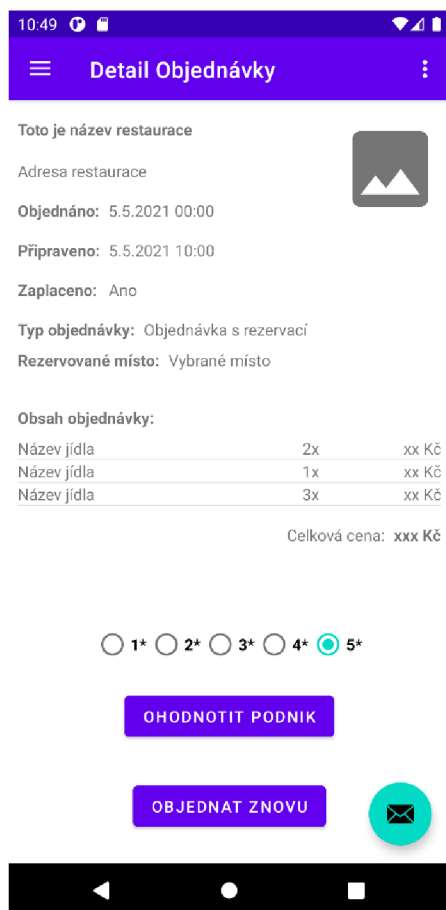 10:49
Detail Objednávky
Toto je název restaurace
Adresa restaurace
Objednáno: 5.5.2021 00:00
Připraveno: 5.5.2021 10:00
Zaplaceno: Ano
Typ objednávky: Objednávka s rezervací
Rezervované místo: Vybrané místo
Obsah objednávky:
Název jídla 2x xx Kč
Název jídla 1x xx Kč
Název jídla 3x xx Kč
Celková cena: xxx Kč
1* 2* 3* 4* 5*
OHODNOTIT PODNIK
OBJEDNAT ZNOVU